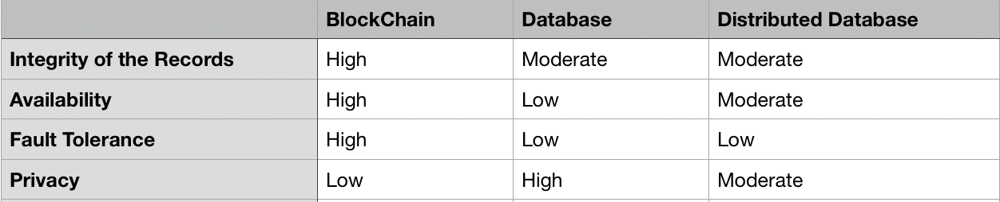 BlockChain Database Distributed Database
Integrity of the Records High Moderate Moderate
Availability High Low Moderate
Fault Tolerance High Low Low
Privacy Low High Moderate